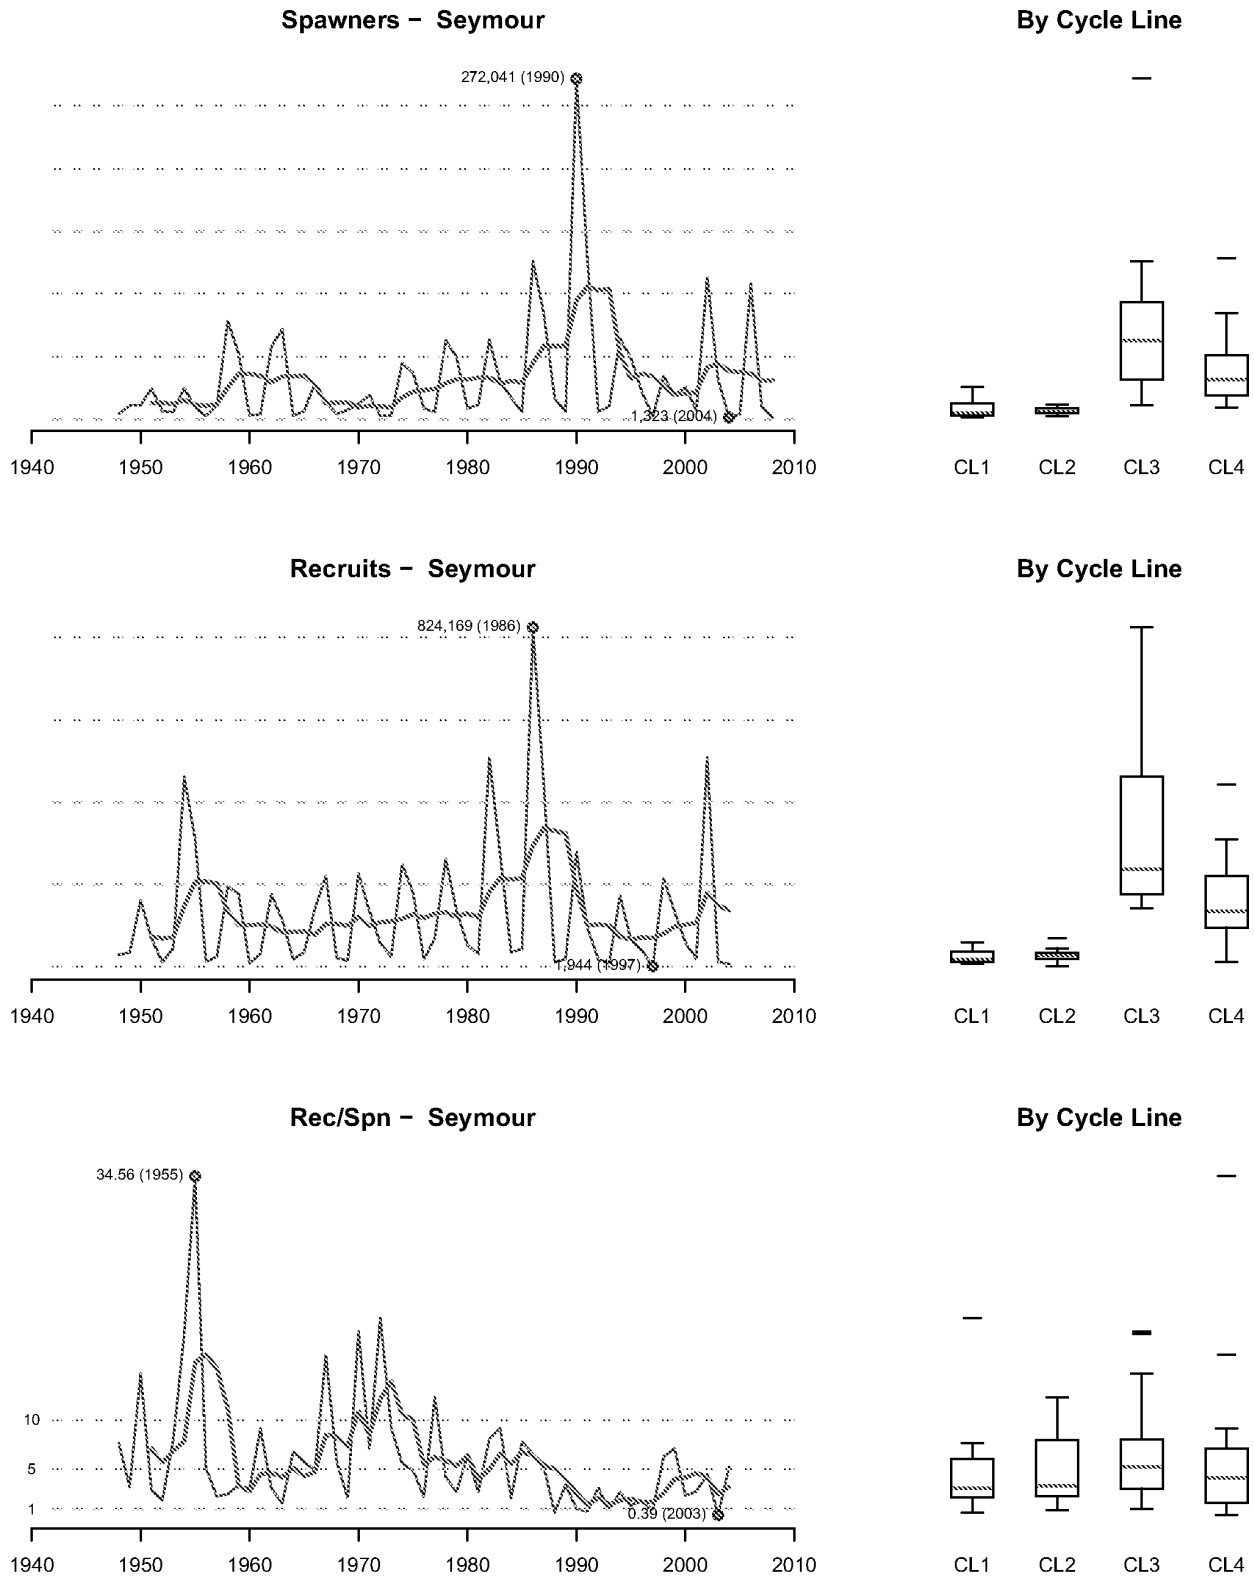 Spawners − Seymour
By Cycle Line
272,041 (1990)
1,323 (2004)
1940 1950 1960 1970 1980 1990 2000 2010
CL1 CL2 CL3 CL4
Recruits − Seymour
By Cycle Line
824,169 (1986)
1,944 (1997)
1940 1950 1960 1970 1980 1990 2000 2010
CL1 CL2 CL3 CL4
Rec/Spn − Seymour
By Cycle Line
34.56 (1955)
10
5
1
0.39 (2003)
1940 1950 1960 1970 1980 1990 2000 2010
CL1 CL2 CL3 CL4